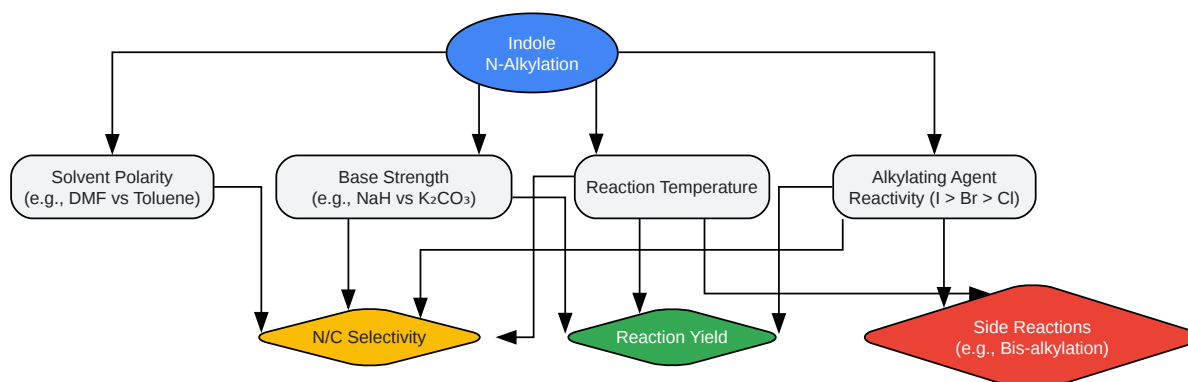 Indole
N-Alkylation
Solvent Polarity
(e.g., DMF vs Toluene)
Base Strength
(e.g., NaH vs K₂CO₃)
Reaction Temperature
Alkylating Agent
Reactivity (I > Br > Cl)
N/C Selectivity
Reaction Yield
Side Reactions
(e.g., Bis-alkylation)